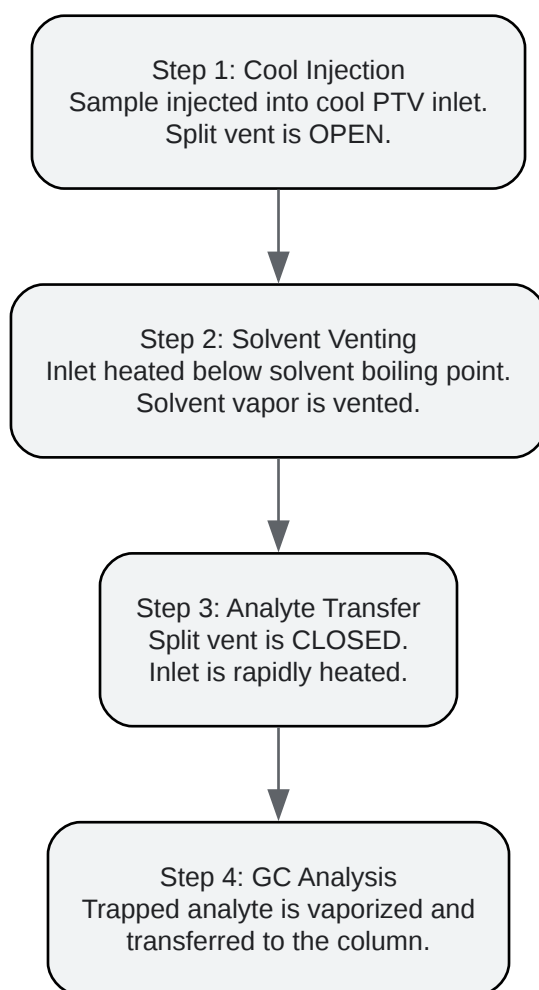 Step 1: Cool Injection
Sample injected into cool PTV inlet.
Split vent is OPEN.
Step 2: Solvent Venting
Inlet heated below solvent boiling point.
Solvent vapor is vented.
Step 3: Analyte Transfer
Split vent is CLOSED.
Inlet is rapidly heated.
Step 4: GC Analysis
Trapped analyte is vaporized and
transferred to the column.